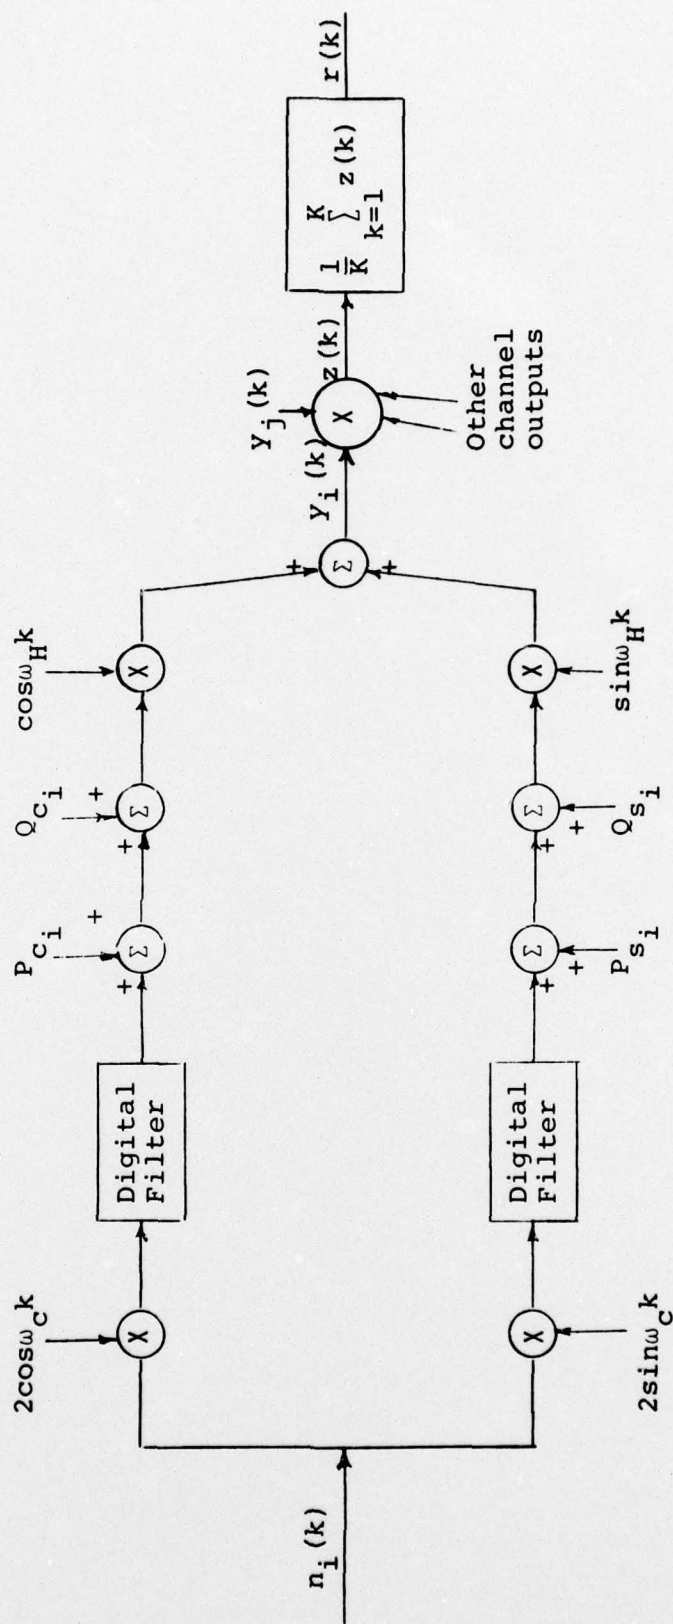 n_i(k)
2cosω_c k
Digital
Filter
P_{c_i}
+
+
Σ
Q_{c_i}
+
+
Σ
cosω_H k
X
X
2sinω_c k
X
Digital
Filter
P_{s_i}
+
+
Σ
Q_{s_i}
+
+
Σ
sinω_H k
X
+
+
Σ
y_i(k)
y_j(k)
X
z(k)
Other
channel
outputs
1/K Σ_{k=1}^{K} z(k)
r(k)